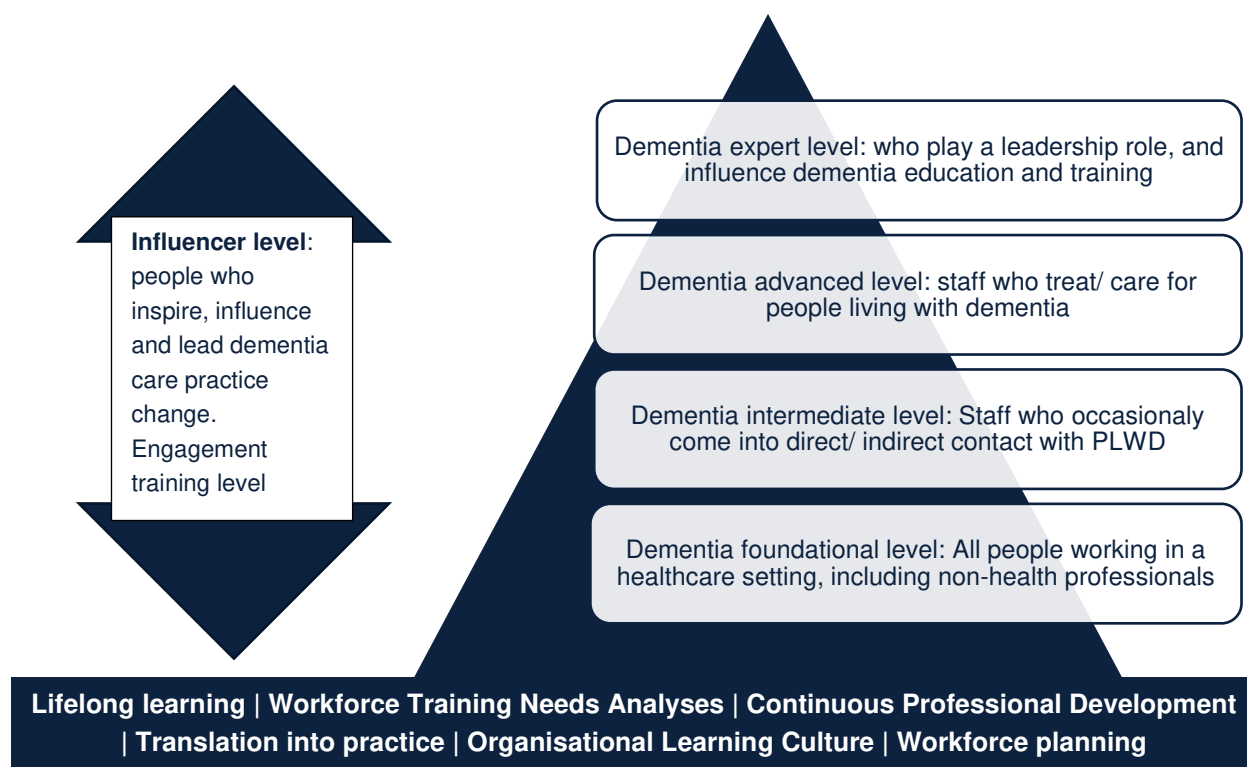 Influencer level:
people who
inspire, influence
and lead dementia
care practice
change.
Engagement
training level
Dementia expert level: who play a leadership role, and
influence dementia education and training
Dementia advanced level: staff who treat/ care for
people living with dementia
Dementia intermediate level: Staff who occasionaly
come into direct/ indirect contact with PLWD
Dementia foundational level: All people working in a
healthcare setting, including non-health professionals
Lifelong learning | Workforce Training Needs Analyses | Continuous Professional Development
| Translation into practice | Organisational Learning Culture | Workforce planning